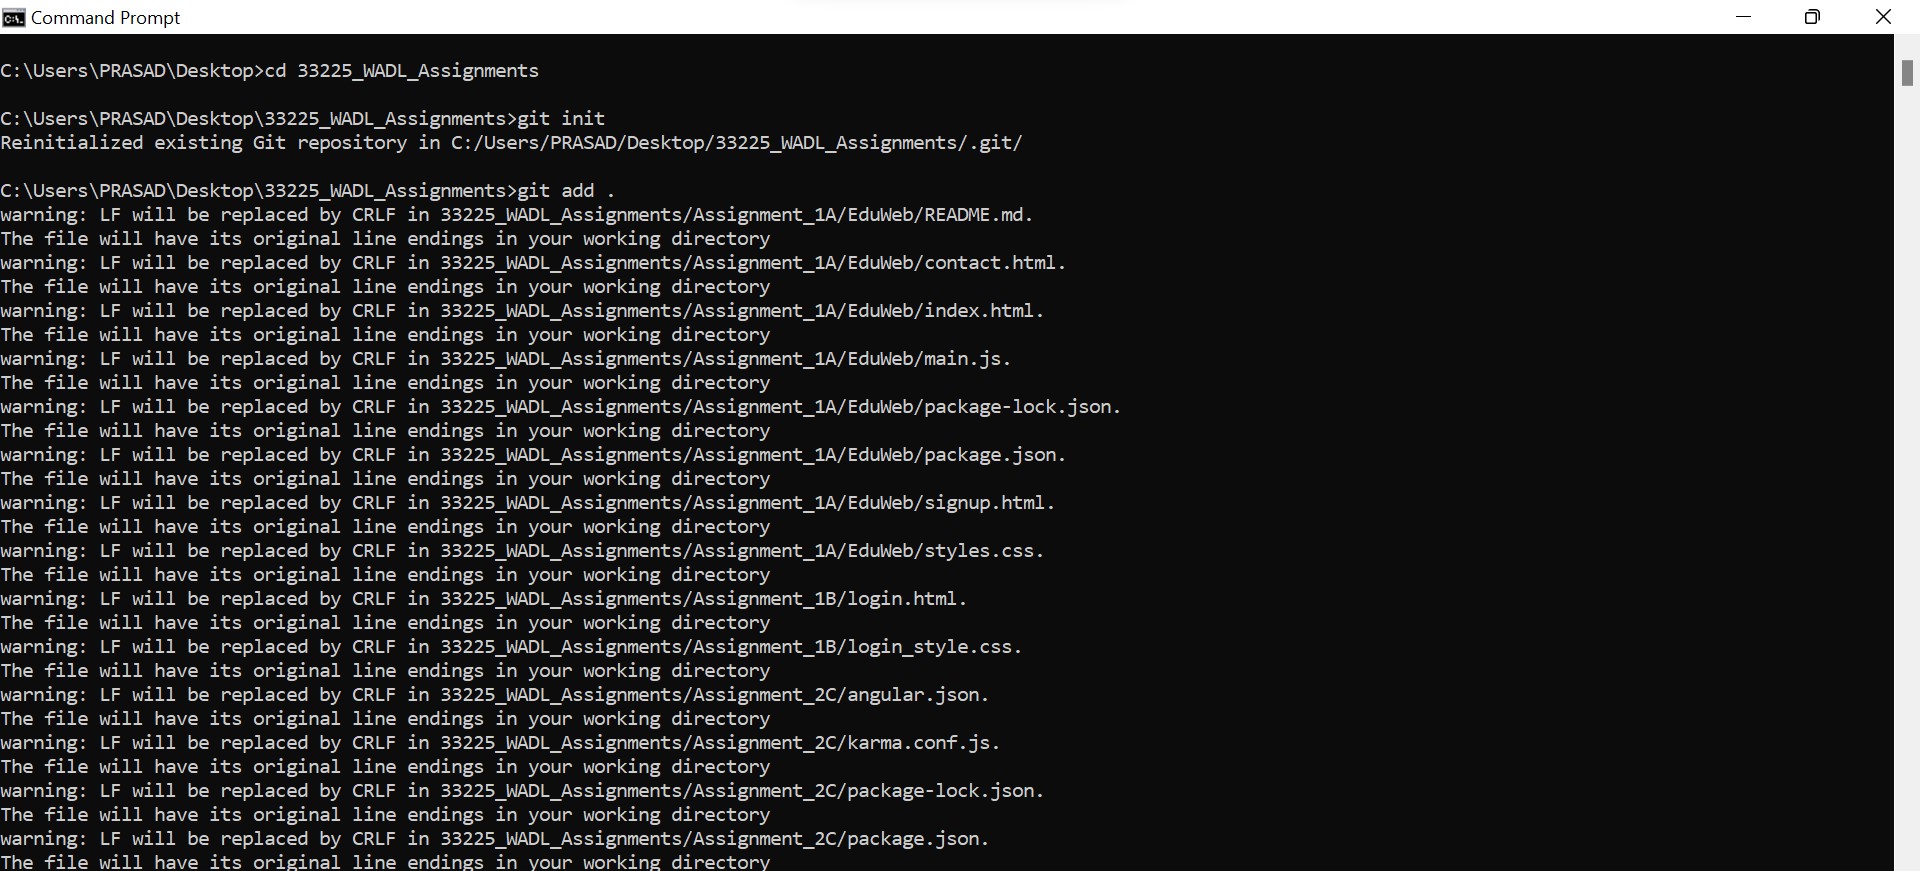 Command Prompt
C:\Users\PRASAD\Desktop>cd 33225_WADL_Assignments
C:\Users\PRASAD\Desktop\33225_WADL_Assignments>git init
Reinitialized existing Git repository in C:/Users/PRASAD/Desktop/33225_WADL_Assignments/.git/
C:\Users\PRASAD\Desktop\33225_WADL_Assignments>git add .
warning: LF will be replaced by CRLF in 33225_WADL_Assignments/Assignment_1A/EduWeb/README.md.
The file will have its original line endings in your working directory
warning: LF will be replaced by CRLF in 33225_WADL_Assignments/Assignment_1A/EduWeb/contact.html.
The file will have its original line endings in your working directory
warning: LF will be replaced by CRLF in 33225_WADL_Assignments/Assignment_1A/EduWeb/index.html.
The file will have its original line endings in your working directory
warning: LF will be replaced by CRLF in 33225_WADL_Assignments/Assignment_1A/EduWeb/main.js.
The file will have its original line endings in your working directory
warning: LF will be replaced by CRLF in 33225_WADL_Assignments/Assignment_1A/EduWeb/package-lock.json.
The file will have its original line endings in your working directory
warning: LF will be replaced by CRLF in 33225_WADL_Assignments/Assignment_1A/EduWeb/package.json.
The file will have its original line endings in your working directory
warning: LF will be replaced by CRLF in 33225_WADL_Assignments/Assignment_1A/EduWeb/signup.html.
The file will have its original line endings in your working directory
warning: LF will be replaced by CRLF in 33225_WADL_Assignments/Assignment_1A/EduWeb/styles.css.
The file will have its original line endings in your working directory
warning: LF will be replaced by CRLF in 33225_WADL_Assignments/Assignment_1B/login.html.
The file will have its original line endings in your working directory
warning: LF will be replaced by CRLF in 33225_WADL_Assignments/Assignment_1B/login_style.css.
The file will have its original line endings in your working directory
warning: LF will be replaced by CRLF in 33225_WADL_Assignments/Assignment_2C/angular.json.
The file will have its original line endings in your working directory
warning: LF will be replaced by CRLF in 33225_WADL_Assignments/Assignment_2C/karma.conf.js.
The file will have its original line endings in your working directory
warning: LF will be replaced by CRLF in 33225_WADL_Assignments/Assignment_2C/package-lock.json.
The file will have its original line endings in your working directory
warning: LF will be replaced by CRLF in 33225_WADL_Assignments/Assignment_2C/package.json.
The file will have its original line endings in your working directory